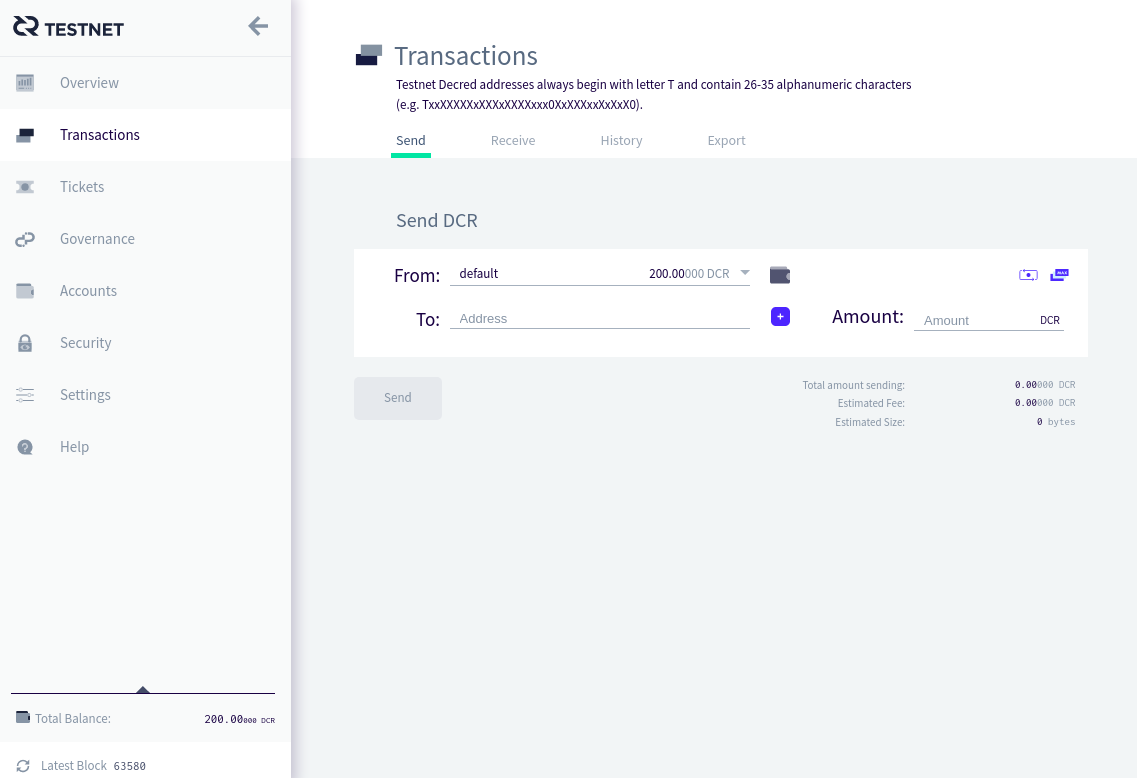 TESTNET
Overview
Transactions
Tickets
Governance
Accounts
Security
Settings
Help
Total Balance: 200.00000 DCR
Latest Block 63580
Transactions
Testnet Decred addresses always begin with letter T and contain 26-35 alphanumeric characters
(e.g. TxxXXXXXxXXXxXXXXxxx0XxXXXxxXxXxX0).
Send Receive History Export
Send DCR
From: default 200.00000 DCR
To: Address + Amount: Amount DCR
Send
Total amount sending: 0.00000 DCR
Estimated Fee: 0.00000 DCR
Estimated Size: 0 bytes